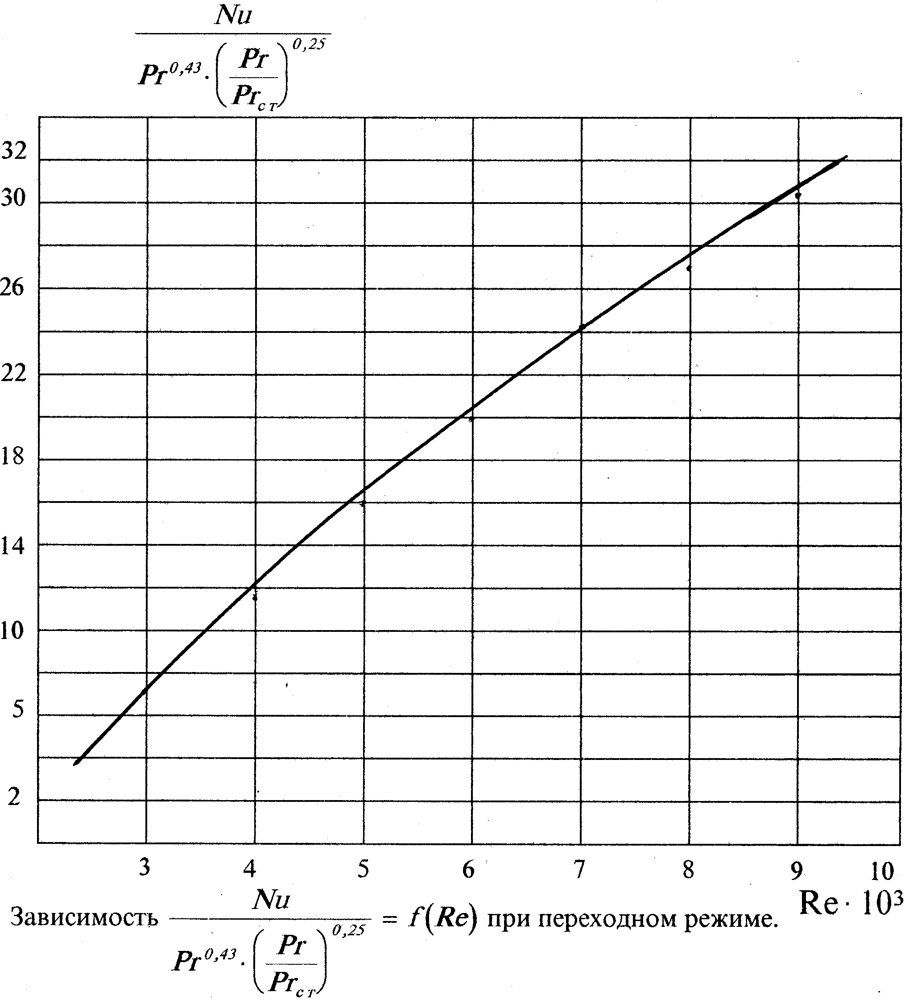 Nu
Pr^0,43 · (Pr/Pr_ст)^0,25
32
30
26
22
18
14
10
5
2
3 4 5 6 7 8 9 10
Re · 10³
Зависимость Nu / Pr^0,43 · (Pr/Pr_ст)^0,25 = f(Re) при переходном режиме.